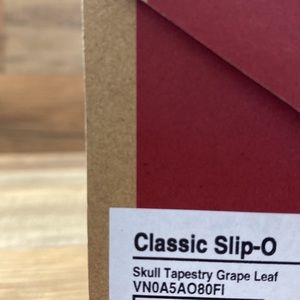 Classic Slip-O
Skull Tapestry Grape Leaf
VN0A5AO80FI